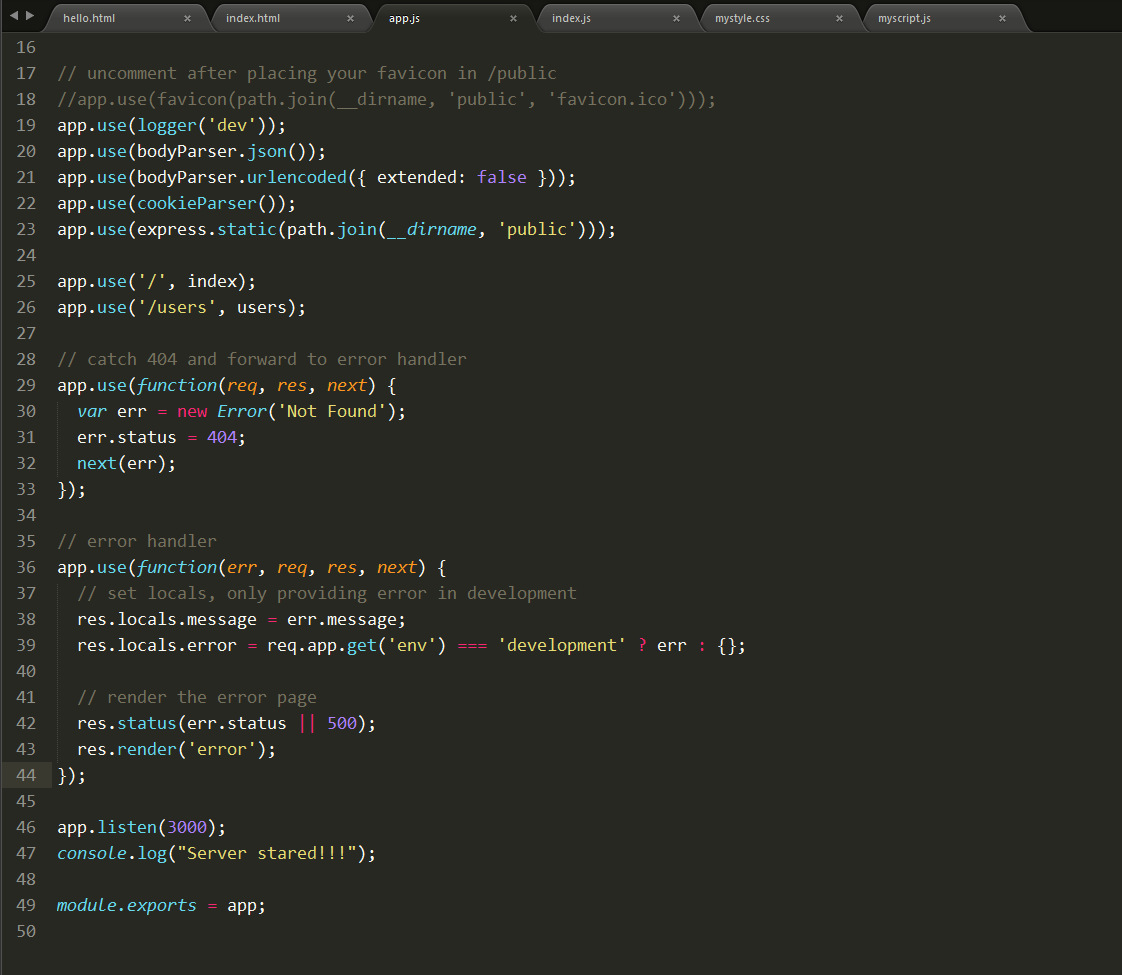 hello.html × index.html × app.js × index.js × mystyle.css × myscript.js ×
16
17 // uncomment after placing your favicon in /public
18 //app.use(favicon(path.join(__dirname, 'public', 'favicon.ico')));
19 app.use(logger('dev'));
20 app.use(bodyParser.json());
21 app.use(bodyParser.urlencoded({ extended: false }));
22 app.use(cookieParser());
23 app.use(express.static(path.join(__dirname, 'public')));
24
25 app.use('/', index);
26 app.use('/users', users);
27
28 // catch 404 and forward to error handler
29 app.use(function(req, res, next) {
30   var err = new Error('Not Found');
31   err.status = 404;
32   next(err);
33 });
34
35 // error handler
36 app.use(function(err, req, res, next) {
37   // set locals, only providing error in development
38   res.locals.message = err.message;
39   res.locals.error = req.app.get('env') === 'development' ? err : {};
40
41   // render the error page
42   res.status(err.status || 500);
43   res.render('error');
44 });
45
46 app.listen(3000);
47 console.log("Server stared!!!");
48
49 module.exports = app;
50